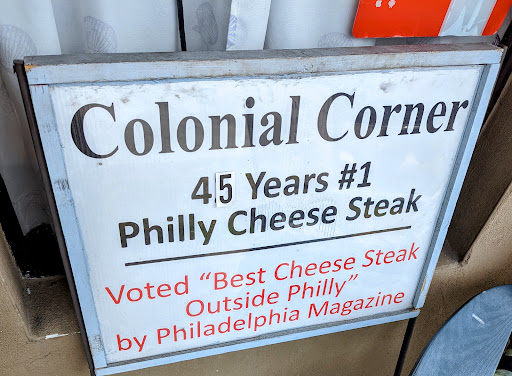 Colonial Corner
45 Years #1
Philly Cheese Steak
Voted "Best Cheese Steak
Outside Philly"
by Philadelphia Magazine